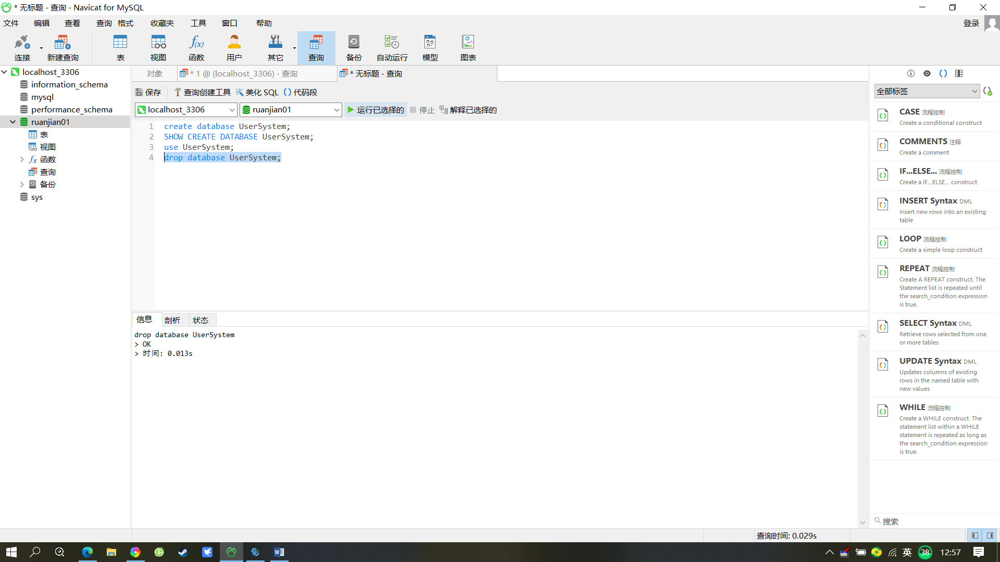 * 无标题 - 查询 - Navicat for MySQL
文件 编辑 查看 查询 格式 收藏夹 工具 窗口 帮助 登录
连接 新建查询 表 视图 函数 用户 其它 查询 备份 自动运行 模型 图表
localhost_3306
information_schema
mysql
performance_schema
ruanjian01
表
视图
函数
查询
备份
sys
对象 * 1 @ (localhost_3306) - 查询 * 无标题 - 查询
保存 查询创建工具 美化 SQL 代码段
localhost_3306 ruanjian01 运行已选择的 停止 解释已选择的
1 create database UserSystem;
2 SHOW CREATE DATABASE UserSystem;
3 use UserSystem;
4 drop database UserSystem;
信息 剖析 状态
drop database UserSystem
> OK
> 时间: 0.013s
全部标签
CASE 流程控制
Create a conditional construct
COMMENTS 注释
Create a comment
IF...ELSE... 流程控制
Create a IF...ELSE... construct
INSERT Syntax DML
Insert new rows into an existing
table
LOOP 流程控制
Create a simple loop construct
REPEAT 流程控制
Create A REPEAT construct. The
Statement list is repeated until
the search_condition expression
is true.
SELECT Syntax DML
Retrieve rows selected from one
or more tables
UPDATE Syntax DML
Updates columns of existing
rows in the named table with
new values
WHILE 流程控制
Create a WHILE construct. The
statement list within a WHILE
statement is repeated as long as
the search_condition expression
is true.
搜索
查询时间: 0.029s
英 38 12:57